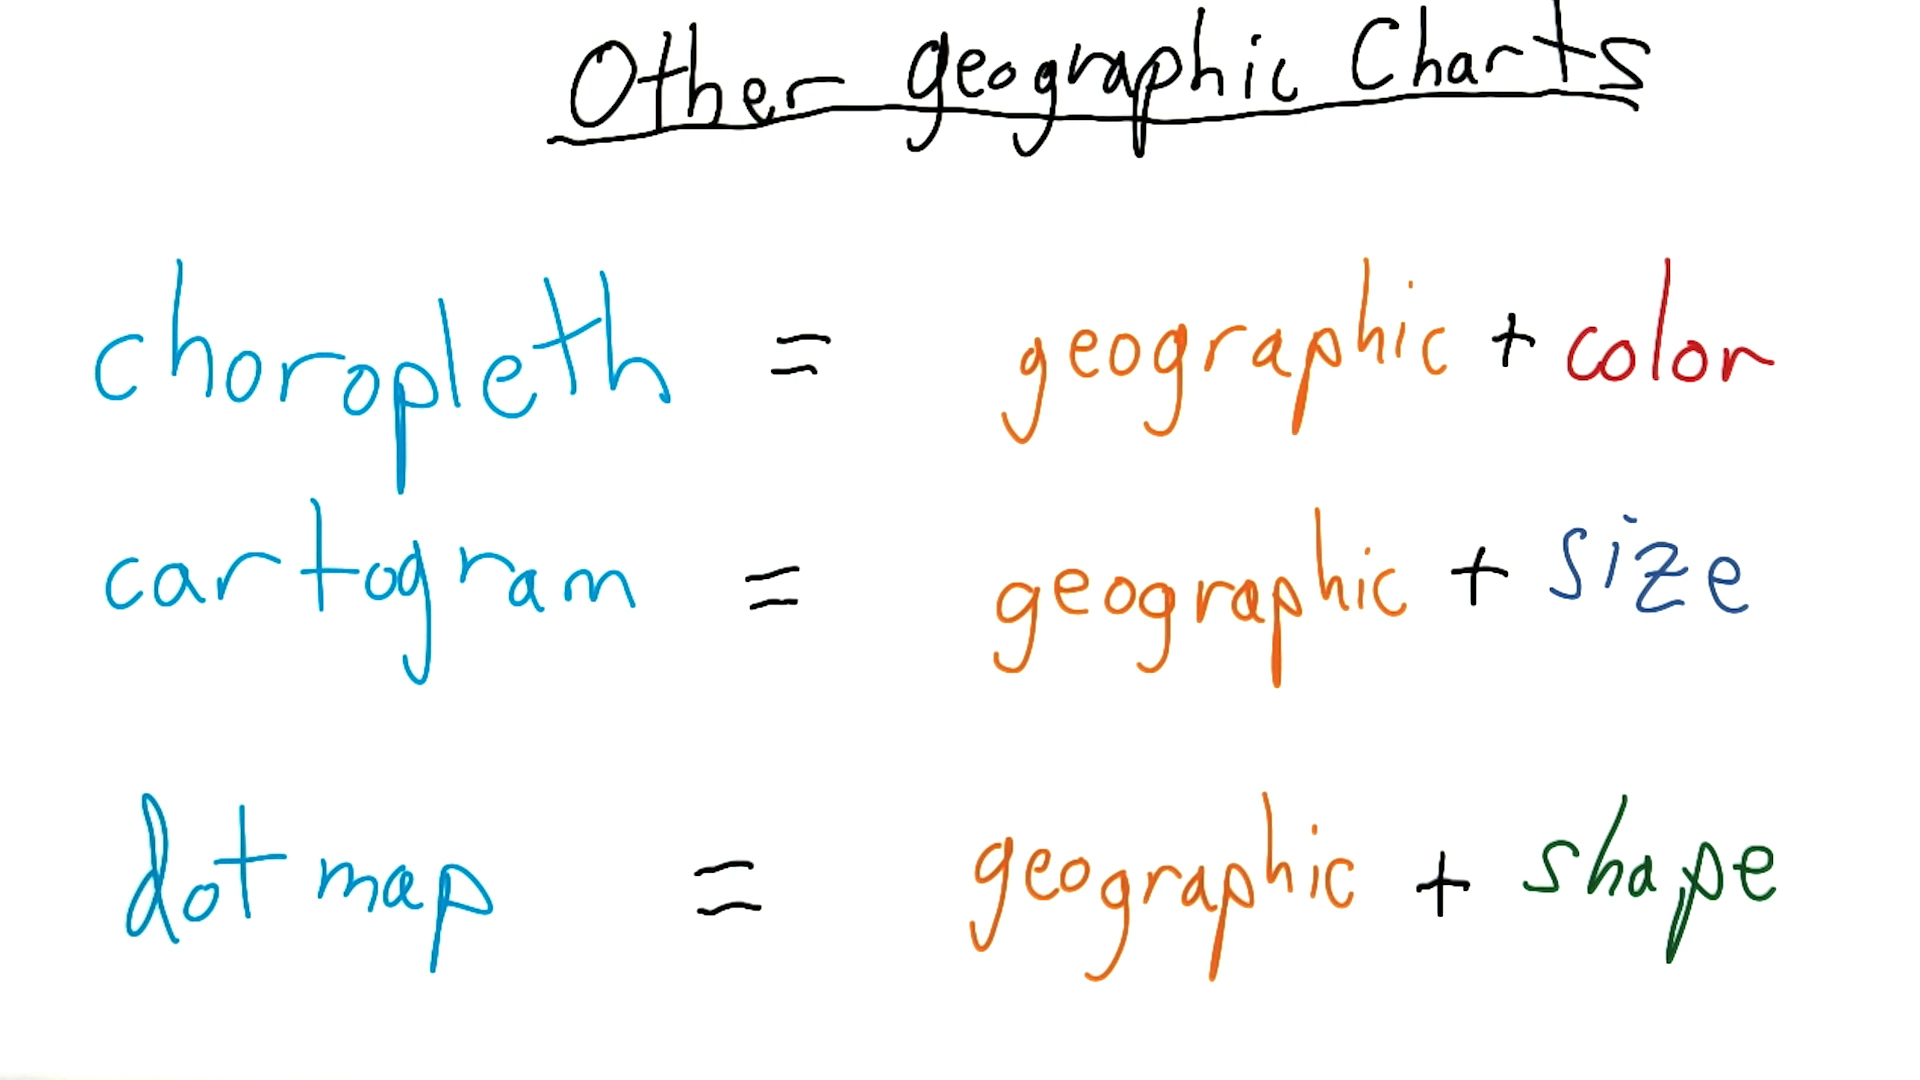 Other geographic Charts
choropleth = geographic + color
cartogram = geographic + size
dot map = geographic + shape